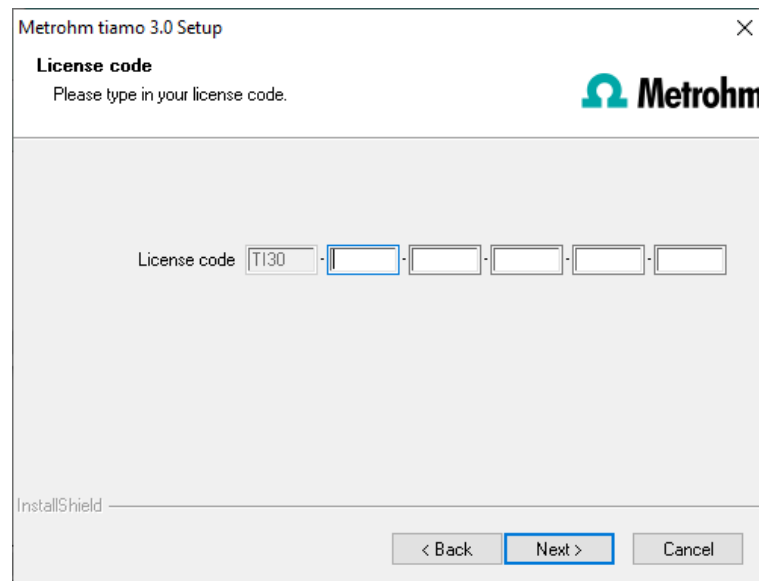 Metrohm tiamo 3.0 Setup
License code
Please type in your license code.
Metrohm
License code TI30 - - - - -
InstallShield
< Back Next > Cancel